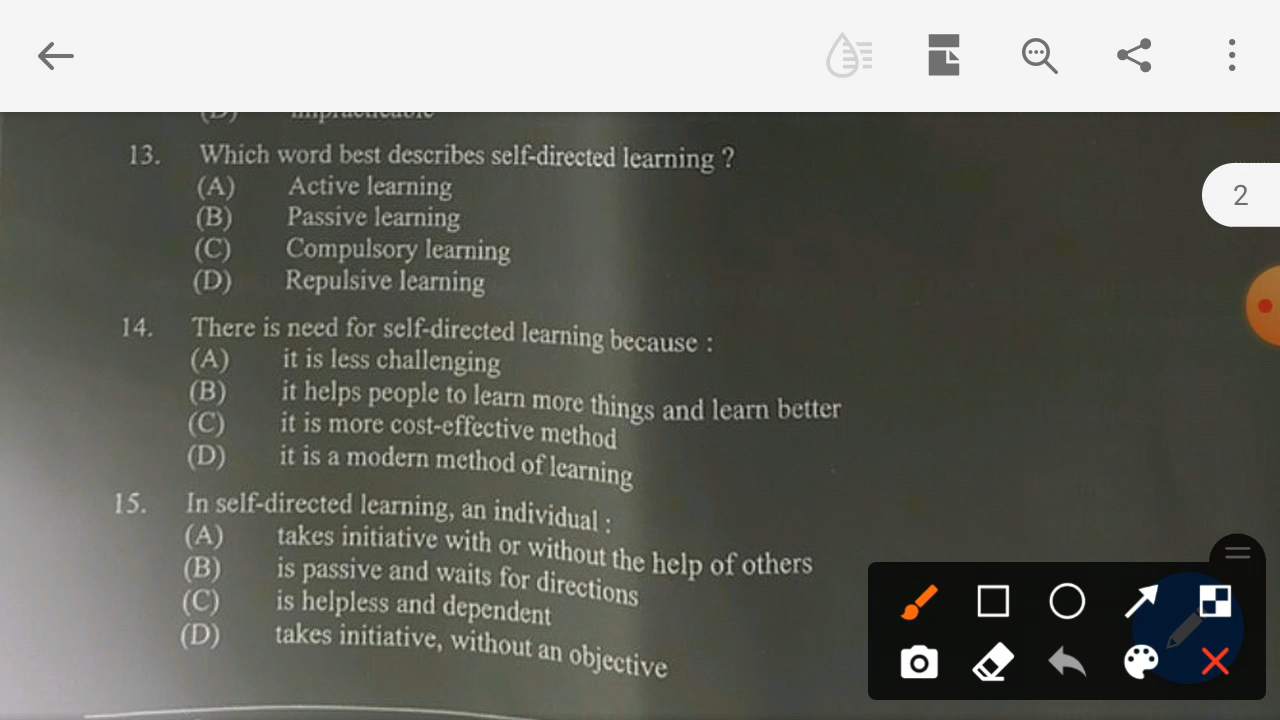 2
(D) impracticable
13. Which word best describes self-directed learning ?
(A) Active learning
(B) Passive learning
(C) Compulsory learning
(D) Repulsive learning
14. There is need for self-directed learning because :
(A) it is less challenging
(B) it helps people to learn more things and learn better
(C) it is more cost-effective method
(D) it is a modern method of learning
15. In self-directed learning, an individual :
(A) takes initiative with or without the help of others
(B) is passive and waits for directions
(C) is helpless and dependent
(D) takes initiative, without an objective